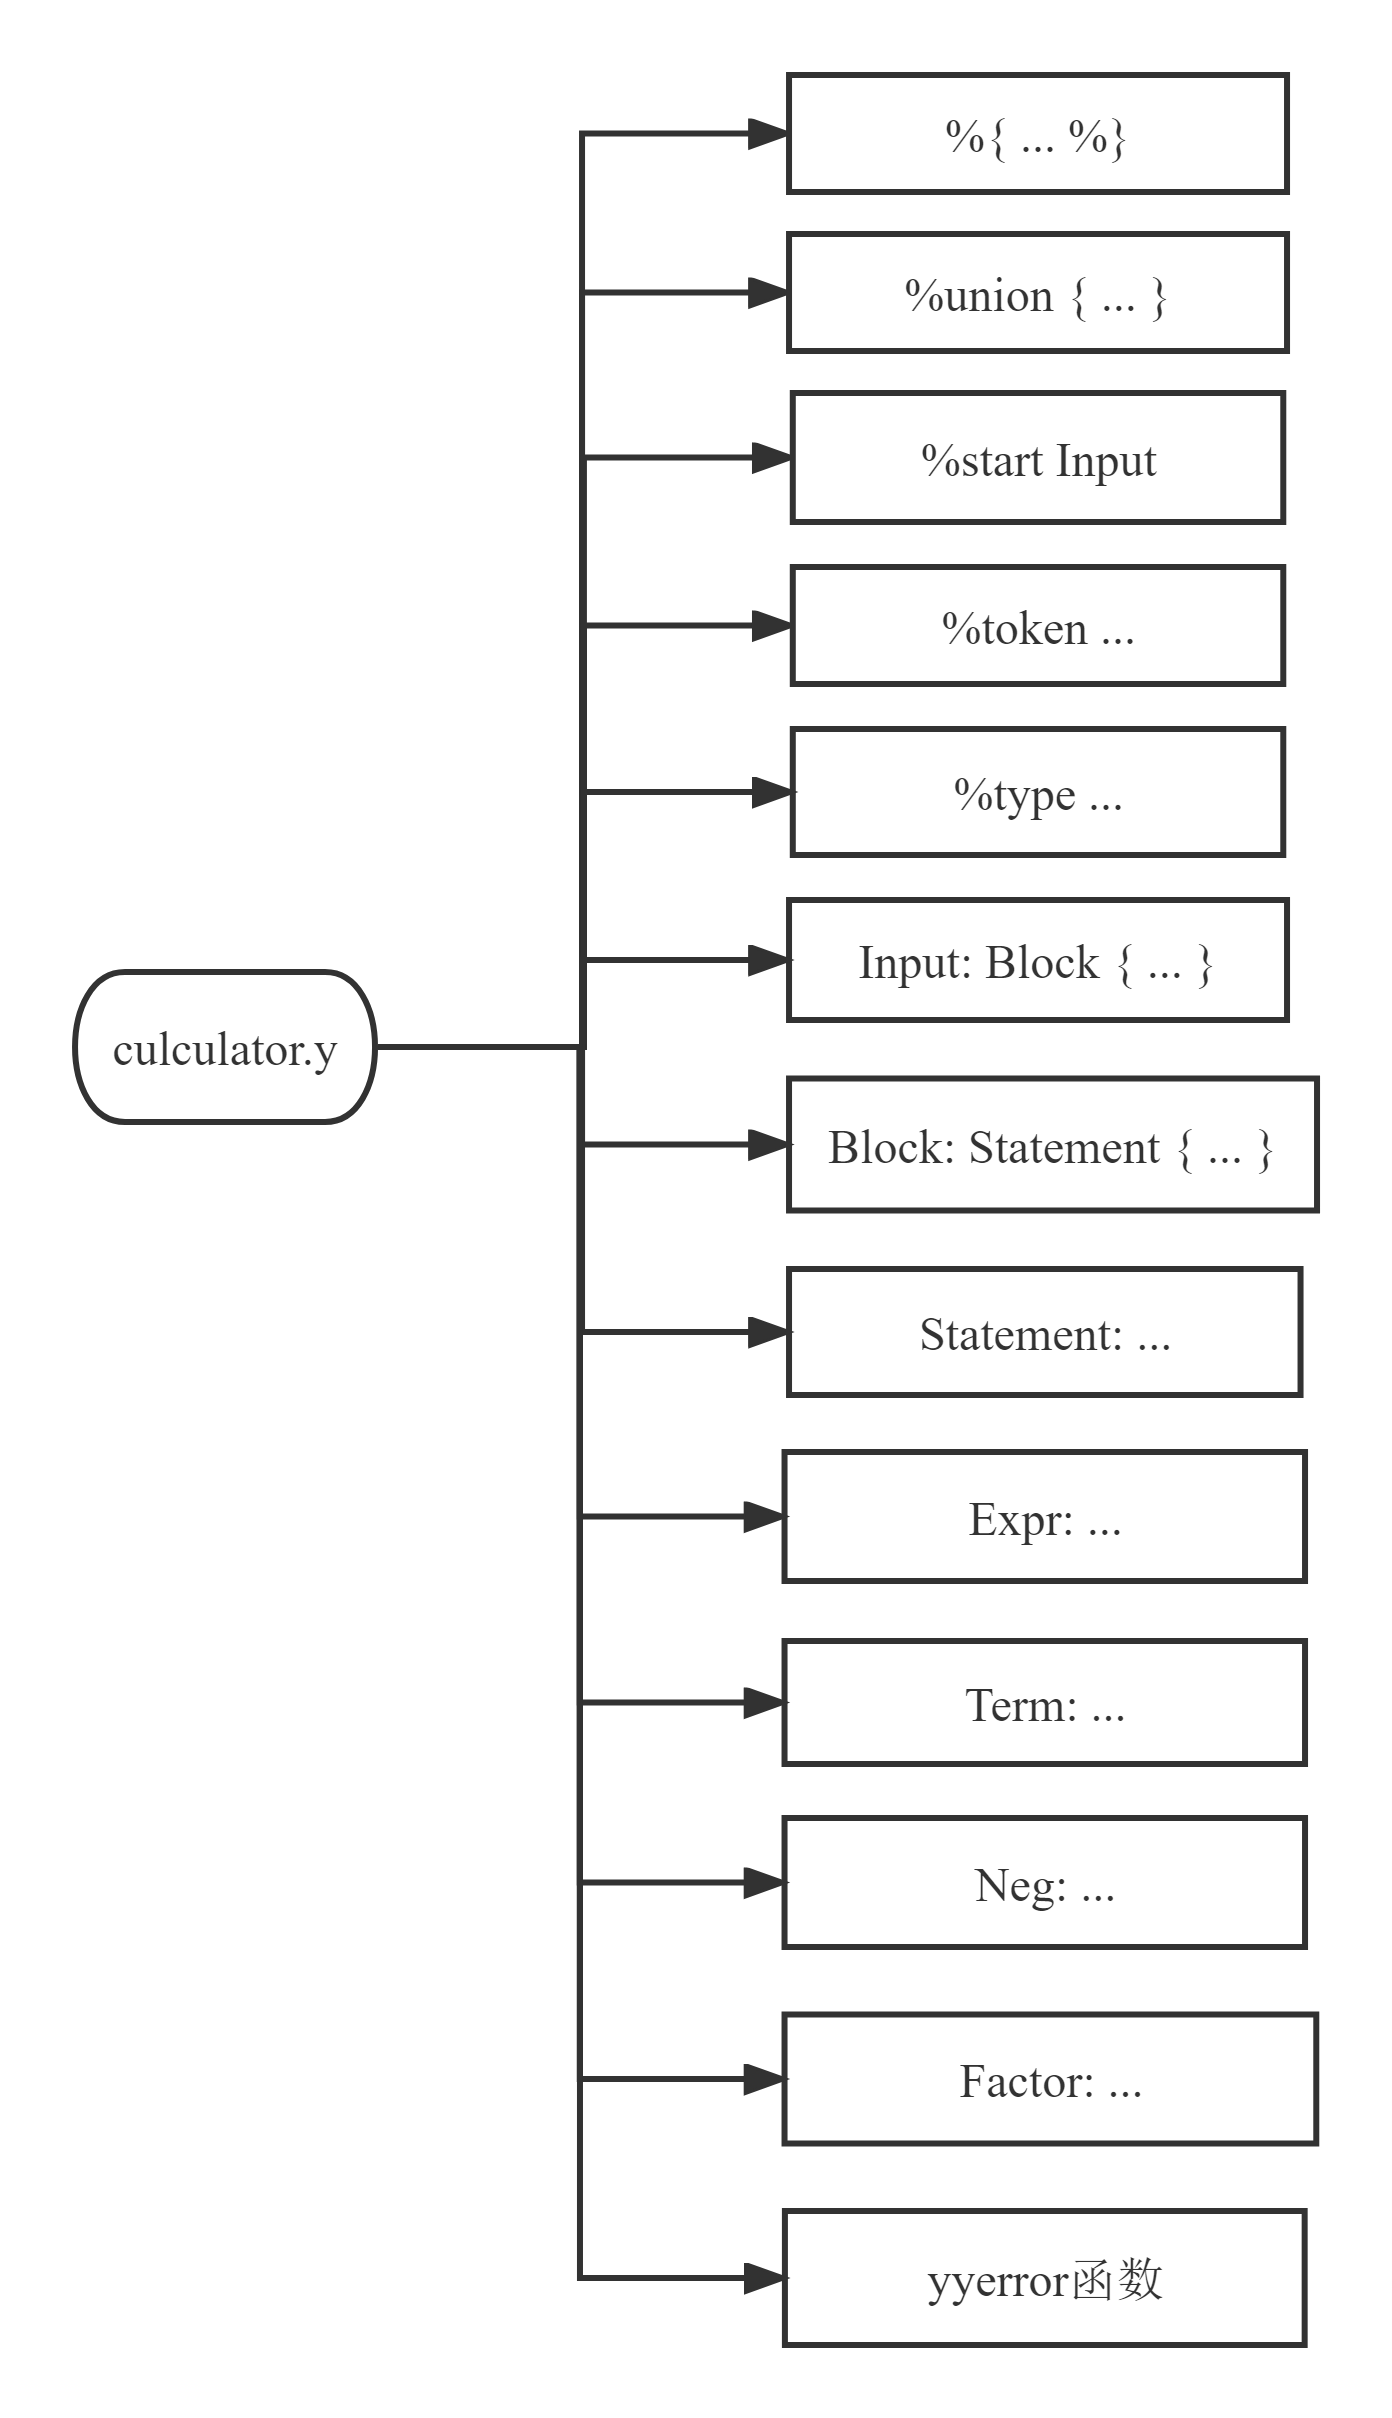 %{ ... %}
%union { ... }
%start Input
%token ...
%type ...
Input: Block { ... }
culculator.y
Block: Statement { ... }
Statement: ...
Expr: ...
Term: ...
Neg: ...
Factor: ...
yyerror函数